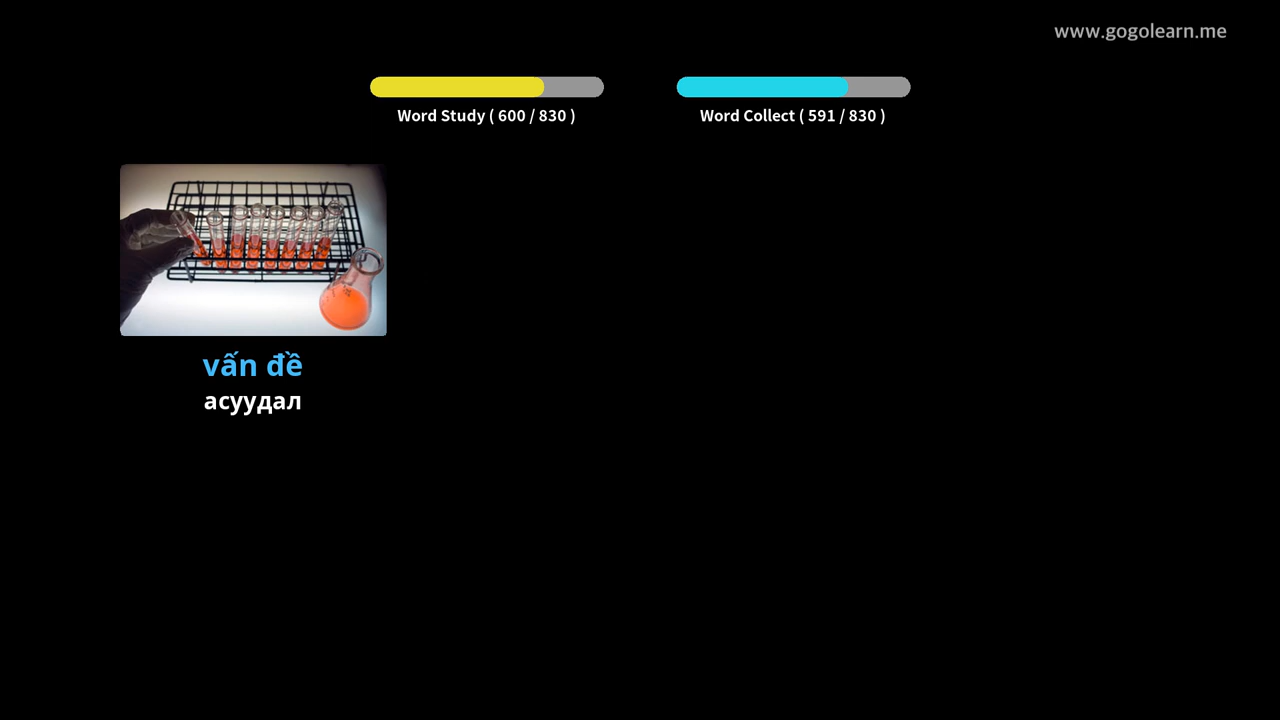 www.gogolearn.me
Word Study ( 600 / 830 )
Word Collect ( 591 / 830 )
vấn đề
асуудал